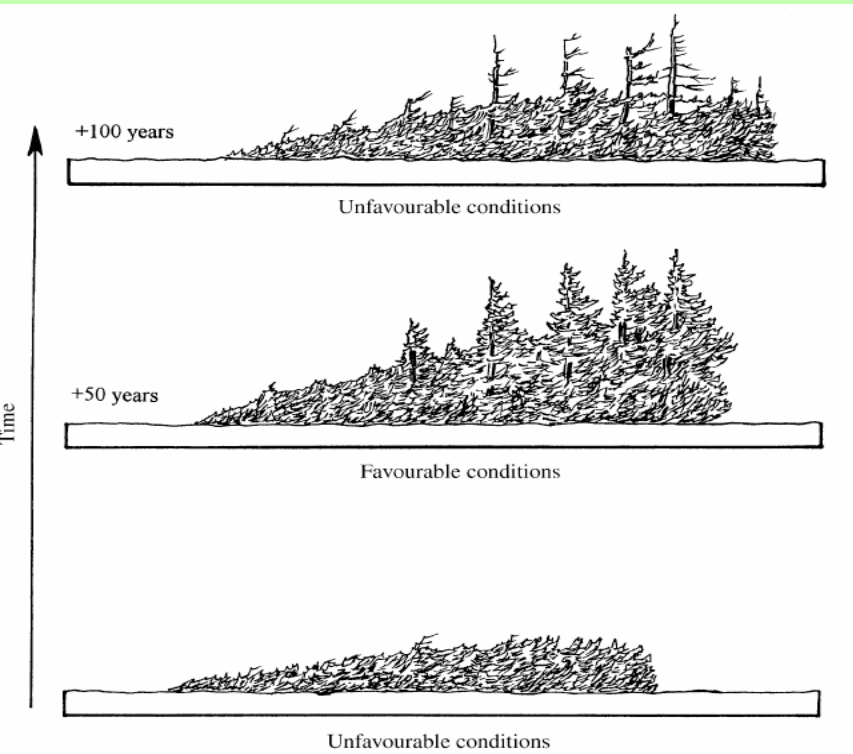 +100 years
Unfavourable conditions
+50 years
Time
Favourable conditions
Unfavourable conditions